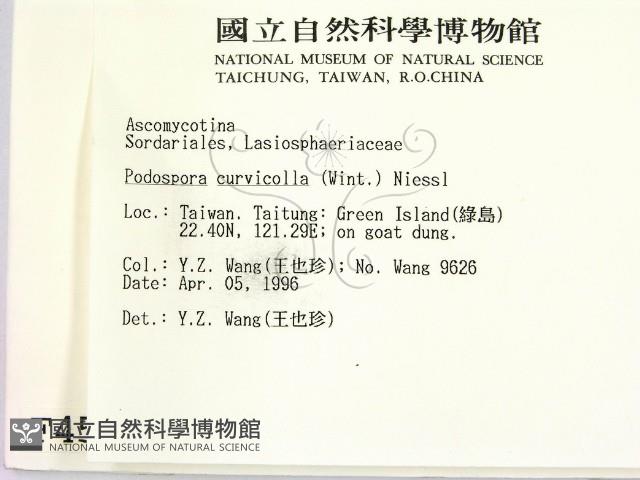 國立自然科學博物館
NATIONAL MUSEUM OF NATURAL SCIENCE
TAICHUNG, TAIWAN, R.O.CHINA
Ascomycotina
Sordariales, Lasiosphaeriaceae
Podospora curvicolla (Wint.) Niessl
Loc.: Taiwan. Taitung: Green Island(綠島)
22.40N, 121.29E; on goat dung.
Col.: Y.Z. Wang(王也珍); No. Wang 9626
Date: Apr. 05, 1996
Det.: Y.Z. Wang(王也珍)
國立自然科學博物館
NATIONAL MUSEUM OF NATURAL SCIENCE